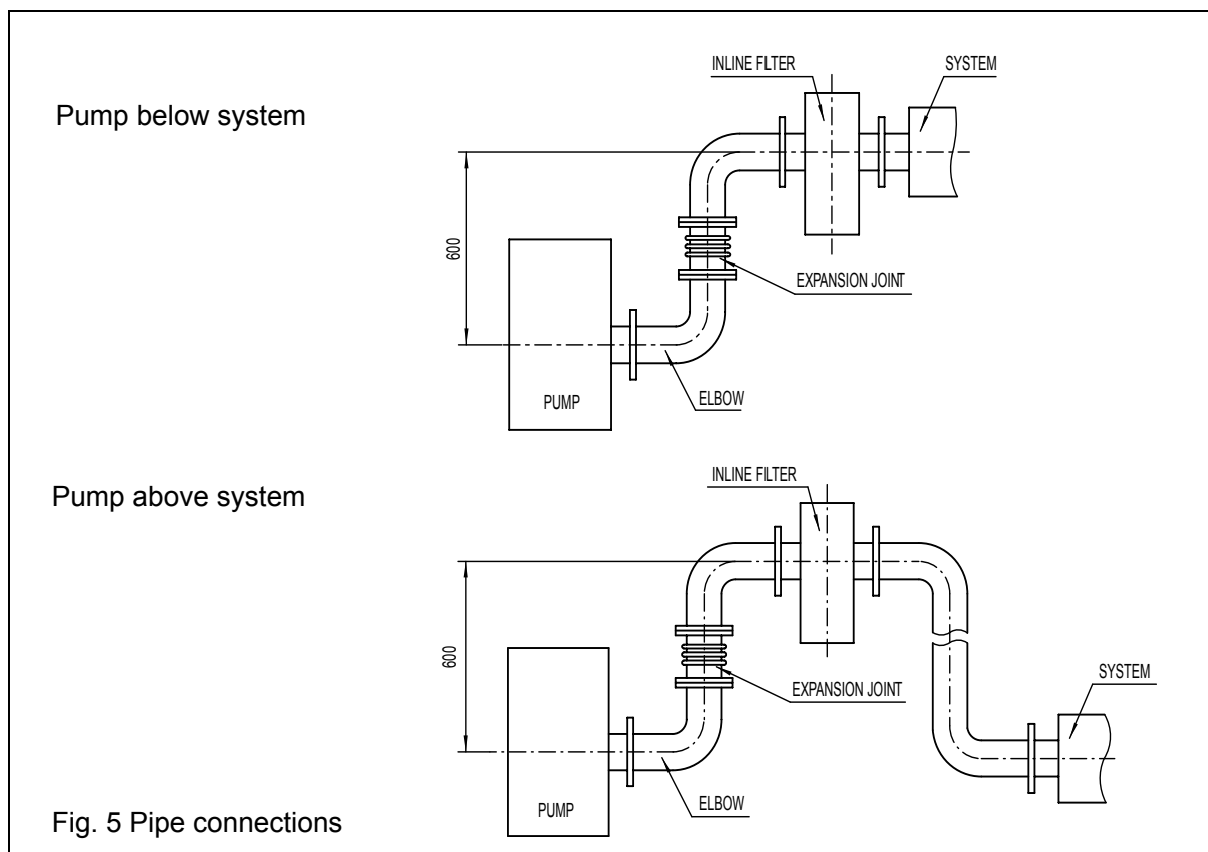 Pump below system
INLINE FILTER
SYSTEM
600
EXPANSION JOINT
PUMP
ELBOW
Pump above system
INLINE FILTER
600
EXPANSION JOINT
SYSTEM
PUMP
ELBOW
Fig. 5 Pipe connections